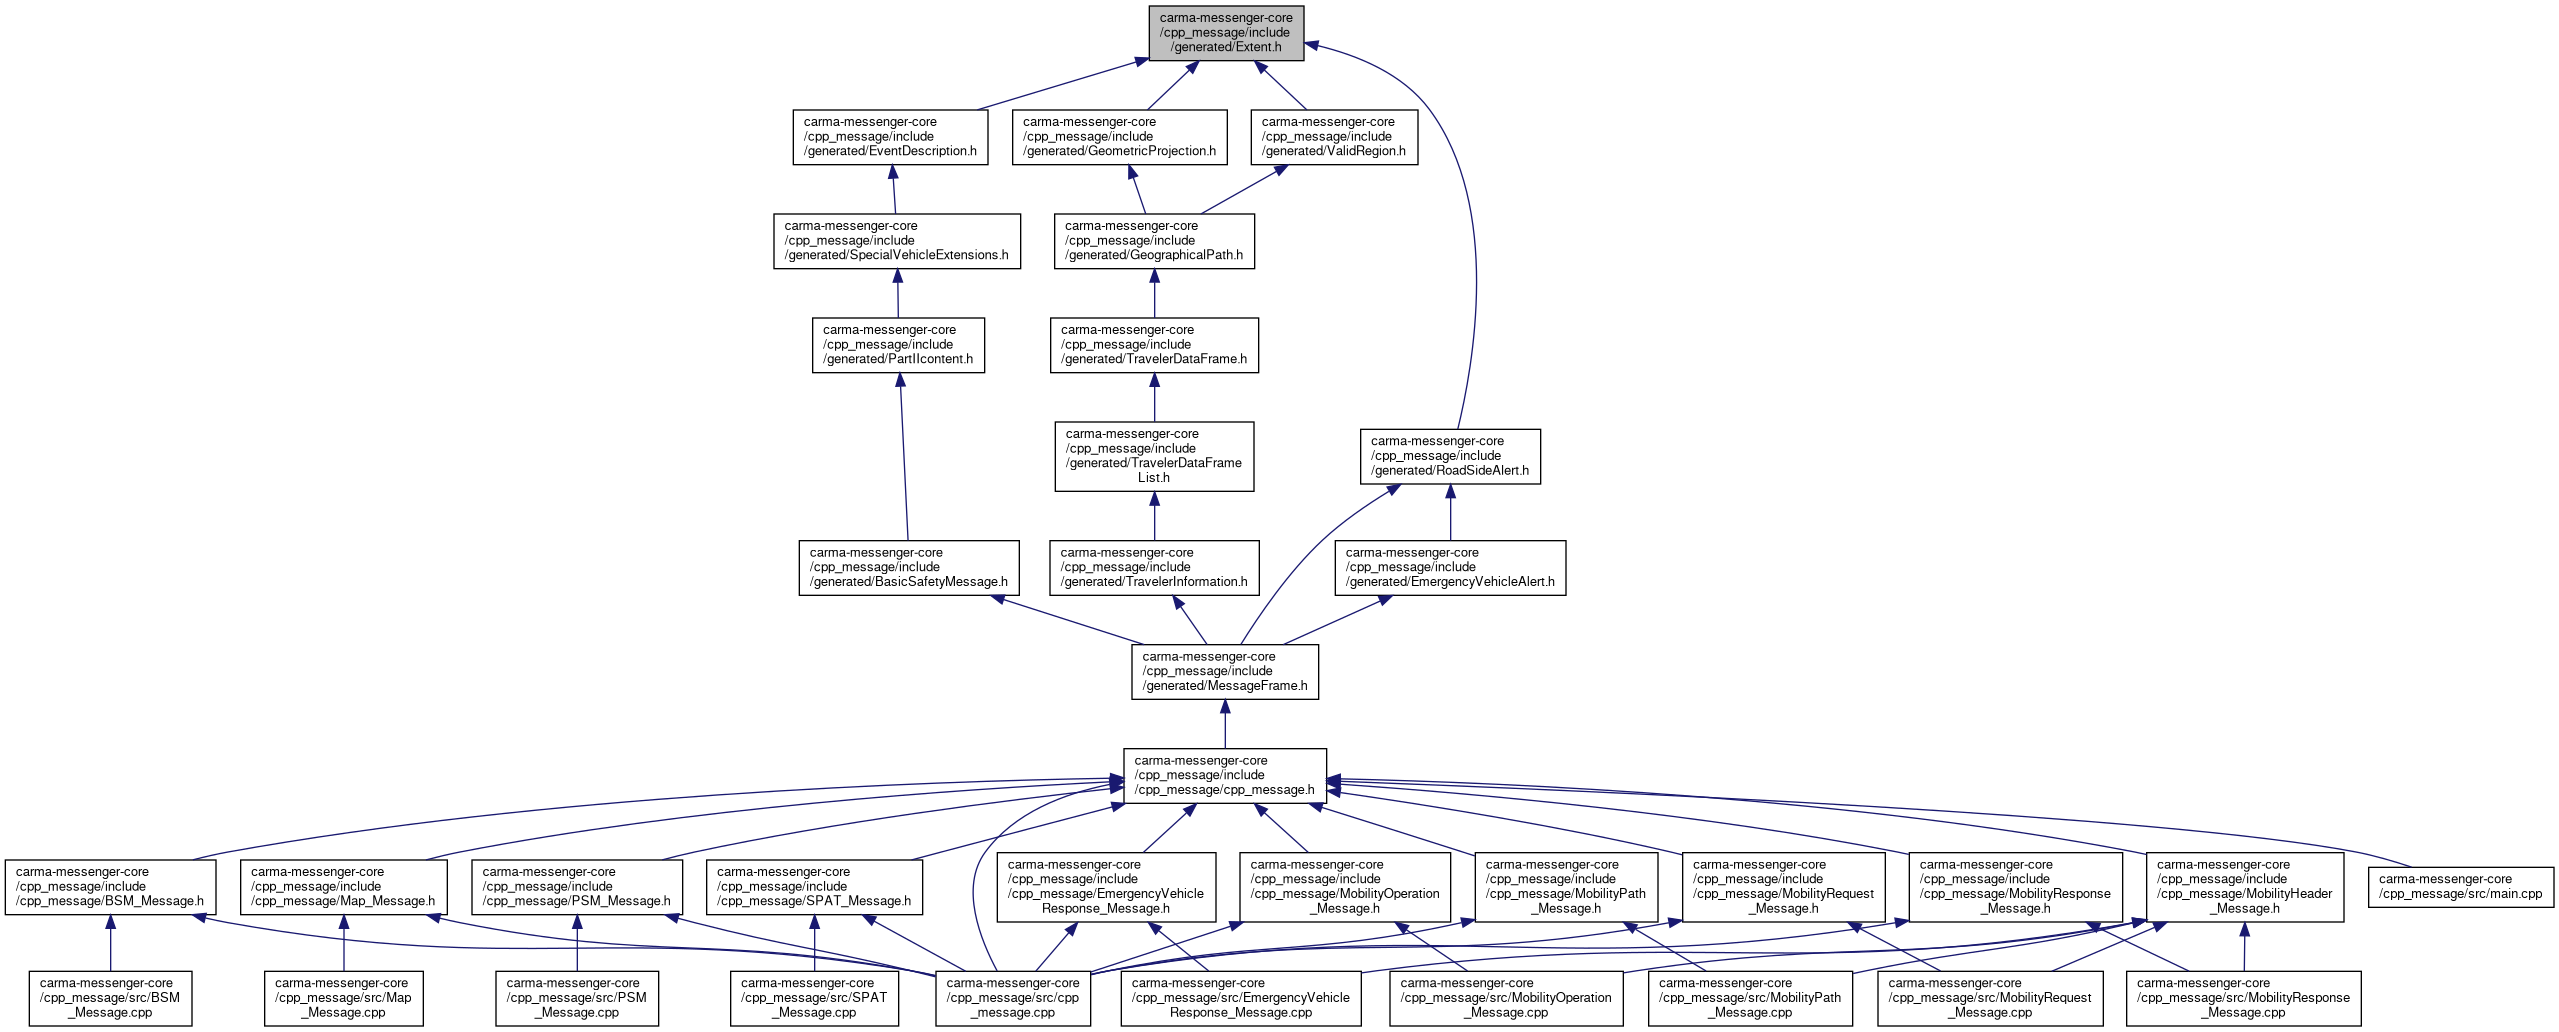 carma-messenger-core
/cpp_message/include
/generated/Extent.h
carma-messenger-core
/cpp_message/include
/generated/EventDescription.h
carma-messenger-core
/cpp_message/include
/generated/GeometricProjection.h
carma-messenger-core
/cpp_message/include
/generated/ValidRegion.h
carma-messenger-core
/cpp_message/include
/generated/SpecialVehicleExtensions.h
carma-messenger-core
/cpp_message/include
/generated/GeographicalPath.h
carma-messenger-core
/cpp_message/include
/generated/PartIIcontent.h
carma-messenger-core
/cpp_message/include
/generated/TravelerDataFrame.h
carma-messenger-core
/cpp_message/include
/generated/TravelerDataFrame
List.h
carma-messenger-core
/cpp_message/include
/generated/RoadSideAlert.h
carma-messenger-core
/cpp_message/include
/generated/BasicSafetyMessage.h
carma-messenger-core
/cpp_message/include
/generated/TravelerInformation.h
carma-messenger-core
/cpp_message/include
/generated/EmergencyVehicleAlert.h
carma-messenger-core
/cpp_message/include
/generated/MessageFrame.h
carma-messenger-core
/cpp_message/include
/cpp_message/cpp_message.h
carma-messenger-core
/cpp_message/include
/cpp_message/BSM_Message.h
carma-messenger-core
/cpp_message/include
/cpp_message/Map_Message.h
carma-messenger-core
/cpp_message/include
/cpp_message/PSM_Message.h
carma-messenger-core
/cpp_message/include
/cpp_message/SPAT_Message.h
carma-messenger-core
/cpp_message/include
/cpp_message/EmergencyVehicle
Response_Message.h
carma-messenger-core
/cpp_message/include
/cpp_message/MobilityOperation
_Message.h
carma-messenger-core
/cpp_message/include
/cpp_message/MobilityPath
_Message.h
carma-messenger-core
/cpp_message/include
/cpp_message/MobilityRequest
_Message.h
carma-messenger-core
/cpp_message/include
/cpp_message/MobilityResponse
_Message.h
carma-messenger-core
/cpp_message/include
/cpp_message/MobilityHeader
_Message.h
carma-messenger-core
/cpp_message/src/main.cpp
carma-messenger-core
/cpp_message/src/BSM
_Message.cpp
carma-messenger-core
/cpp_message/src/Map
_Message.cpp
carma-messenger-core
/cpp_message/src/PSM
_Message.cpp
carma-messenger-core
/cpp_message/src/SPAT
_Message.cpp
carma-messenger-core
/cpp_message/src/cpp
_message.cpp
carma-messenger-core
/cpp_message/src/EmergencyVehicle
Response_Message.cpp
carma-messenger-core
/cpp_message/src/MobilityOperation
_Message.cpp
carma-messenger-core
/cpp_message/src/MobilityPath
_Message.cpp
carma-messenger-core
/cpp_message/src/MobilityRequest
_Message.cpp
carma-messenger-core
/cpp_message/src/MobilityResponse
_Message.cpp